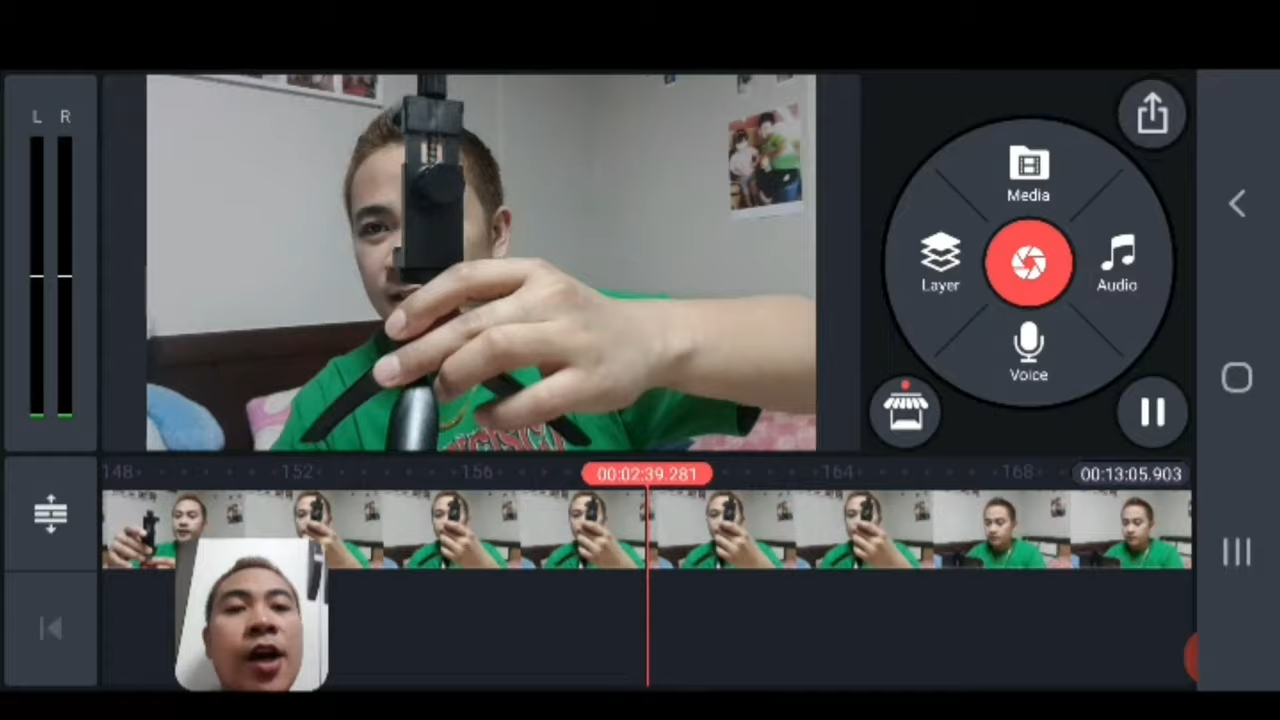 L R
Media
Layer
Audio
Voice
148 152 156 00:02:39.281 164 168 00:13:05.903